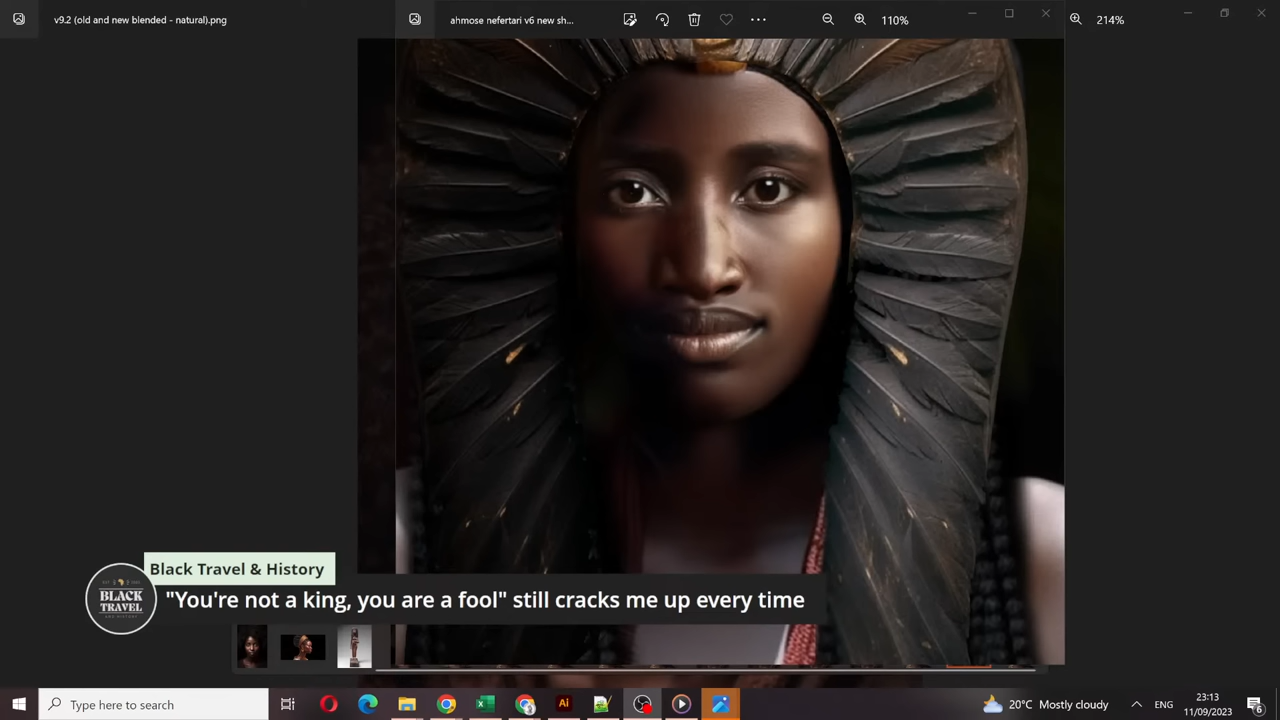 v9.2 (old and new blended - natural).png
ahmose nefertari v6 new sh...
110%
214%
Black Travel & History
BLACK
TRAVEL
"You're not a king, you are a fool" still cracks me up every time
Type here to search
Ai
20°C Mostly cloudy
ENG
23:13
11/09/2023
6